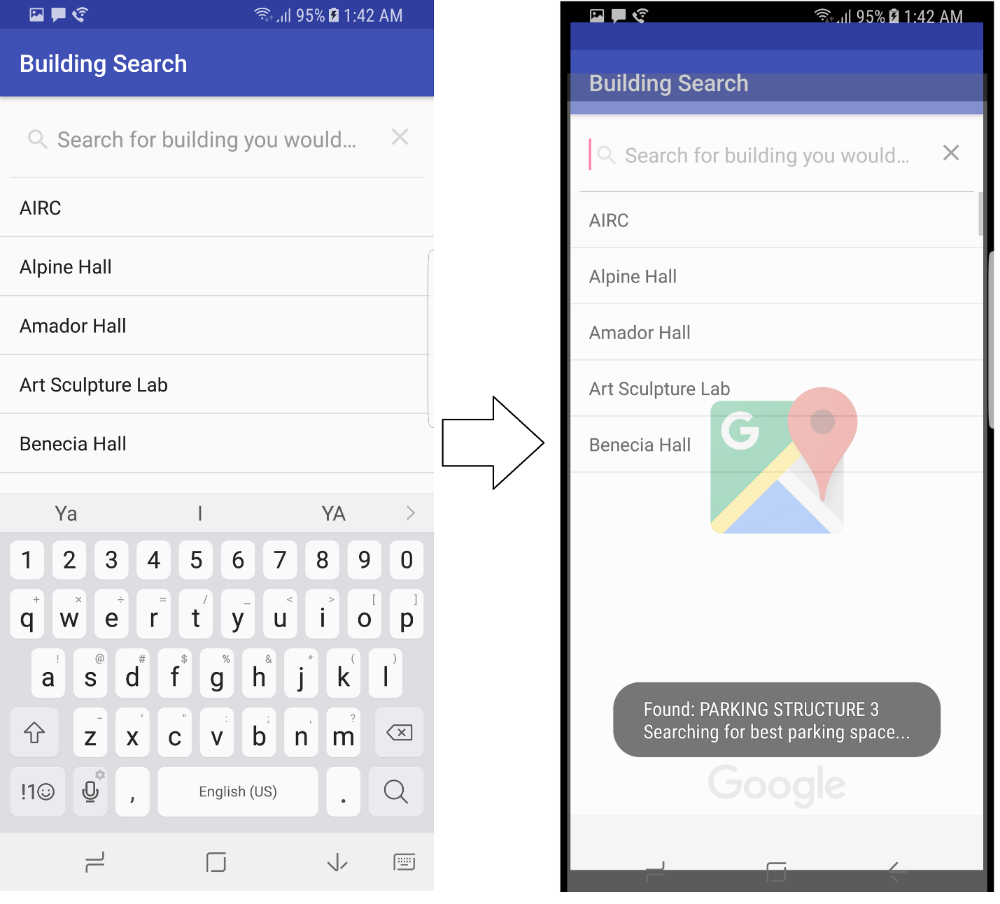 95% 1:42 AM
Building Search
Search for building you would...
AIRC
Alpine Hall
Amador Hall
Art Sculpture Lab
Benecia Hall
Ya I YA
1 2 3 4 5 6 7 8 9 0
+ × ÷ = / _ < > [ ]
q w e r t y u i o p
! @ # $ % & * ( )
a s d f g h j k l
- ' " : ; , ?
z x c v b n m
!1☺ , English (US) .
95% 1:42 AM
Building Search
Search for building you would...
AIRC
Alpine Hall
Amador Hall
Art Sculpture Lab
G
Benecia Hall
Found: PARKING STRUCTURE 3
Searching for best parking space...
Google